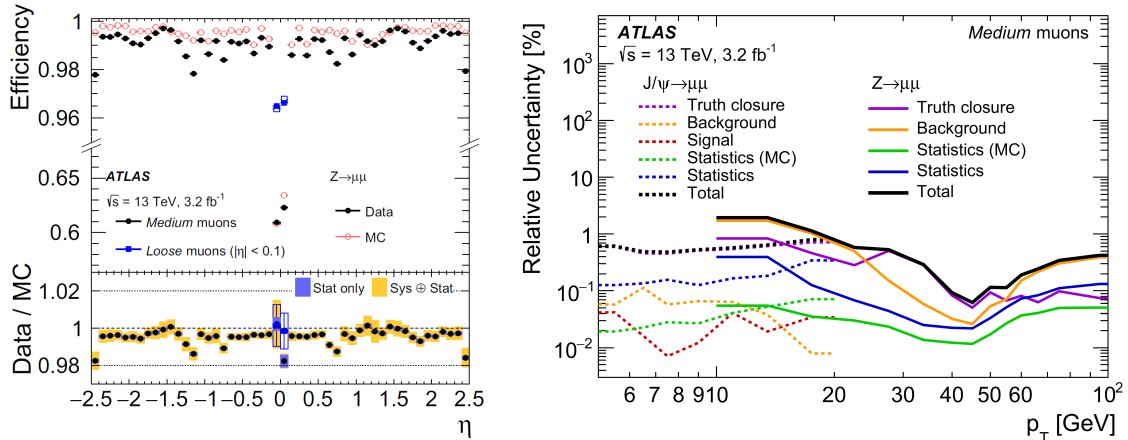 Efficiency
1
0.98
0.96
0.65
0.6
ATLAS
√s = 13 TeV, 3.2 fb⁻¹
Medium muons
Loose muons (|η| < 0.1)
Z→μμ
Data
MC
Data / MC
1.02
1
0.98
Stat only
Sys ⊕ Stat
−2.5 −2 −1.5 −1 −0.5 0 0.5 1 1.5 2 2.5
η
Relative Uncertainty [%]
10³
10²
10
1
10⁻¹
10⁻²
ATLAS
√s = 13 TeV, 3.2 fb⁻¹
Medium muons
J/ψ→μμ
Truth closure
Background
Signal
Statistics (MC)
Statistics
Total
Z→μμ
Truth closure
Background
Statistics (MC)
Statistics
Total
6 7 8 9 10 20 30 40 50 60 10²
p_T [GeV]